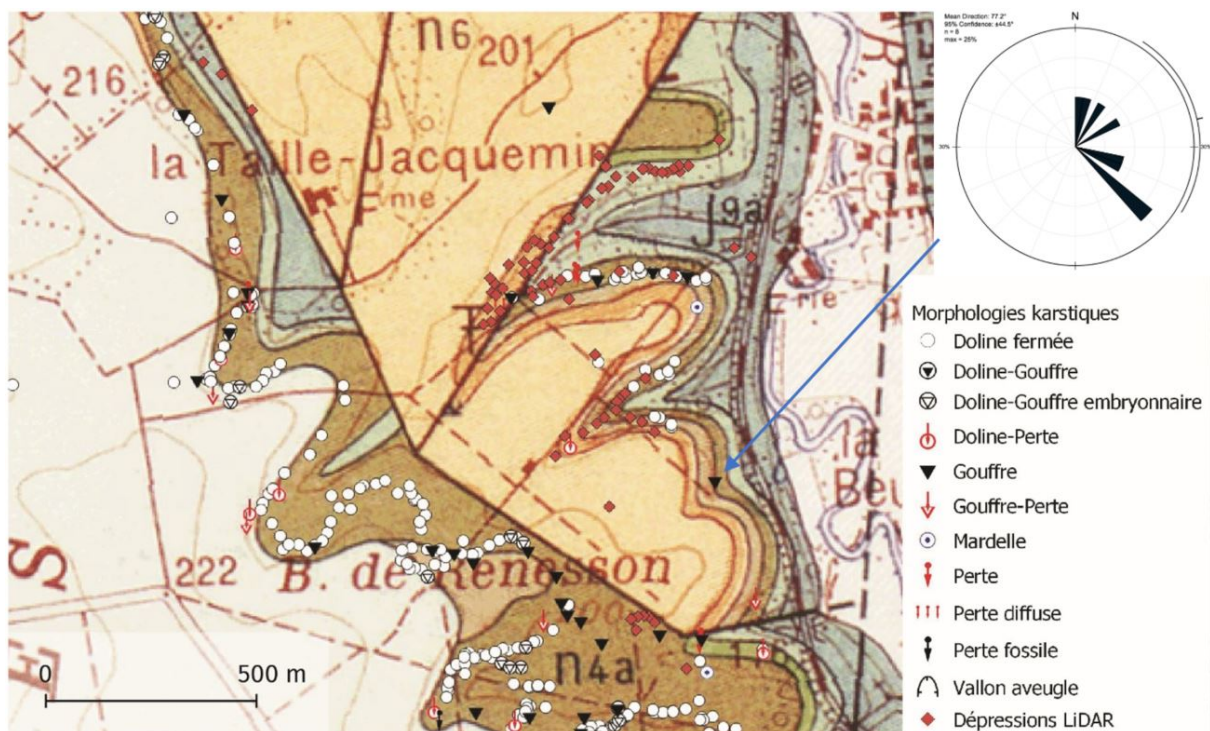 Mean Direction: 77.2°
95% Confidence: ±44.5°
n = 8
max = 25%
N
30%
30%
n6
201
216
la Taille-Jacquemin
Fme
J9a
Morphologies karstiques
Doline fermée
Doline-Gouffre
Doline-Gouffre embryonnaire
Doline-Perte
Gouffre
Gouffre-Perte
Mardelle
Perte
Perte diffuse
Perte fossile
Vallon aveugle
Dépressions LiDAR
la
Beu
S
222
B. de Renesson
n4a
0
500 m